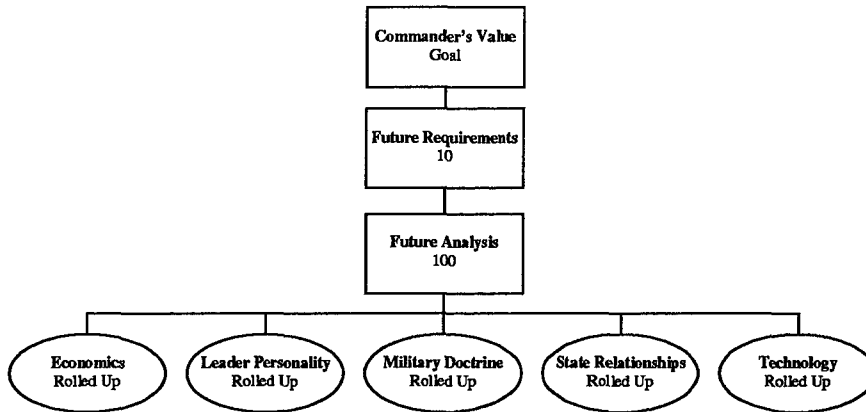 Commander's Value
Goal
Future Requirements
10
Future Analysis
100
Economics
Rolled Up
Leader Personality
Rolled Up
Military Doctrine
Rolled Up
State Relationships
Rolled Up
Technology
Rolled Up